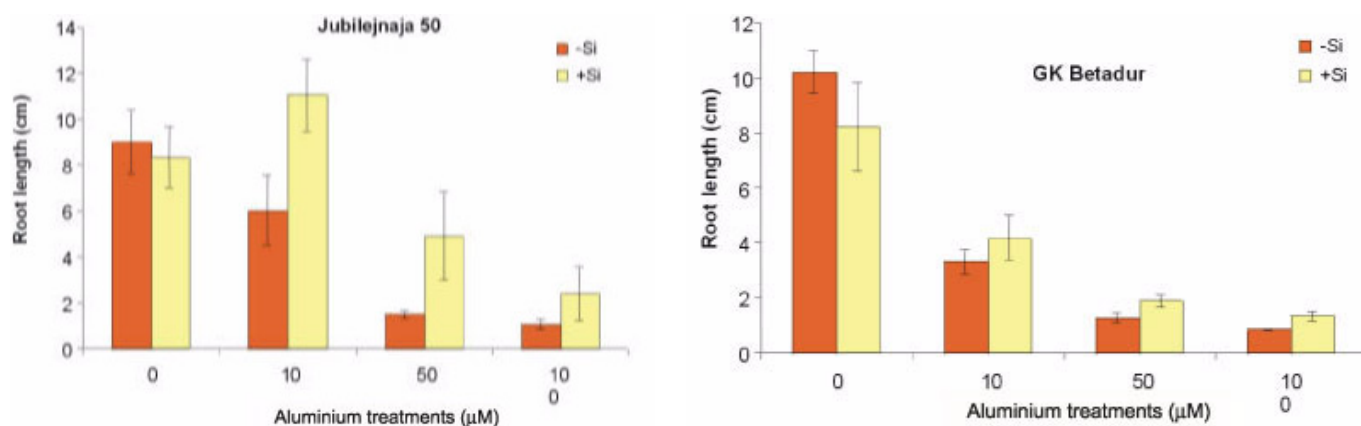 Jubilejnaja 50
-Si
+Si
Root length (cm)
14
12
10
8
6
4
2
0
0 10 50 10
0
Aluminium treatments (μM)
GK Betadur
-Si
+Si
Root length (cm)
12
10
8
6
4
2
0
0 10 50 10
0
Aluminium treatments (μM)